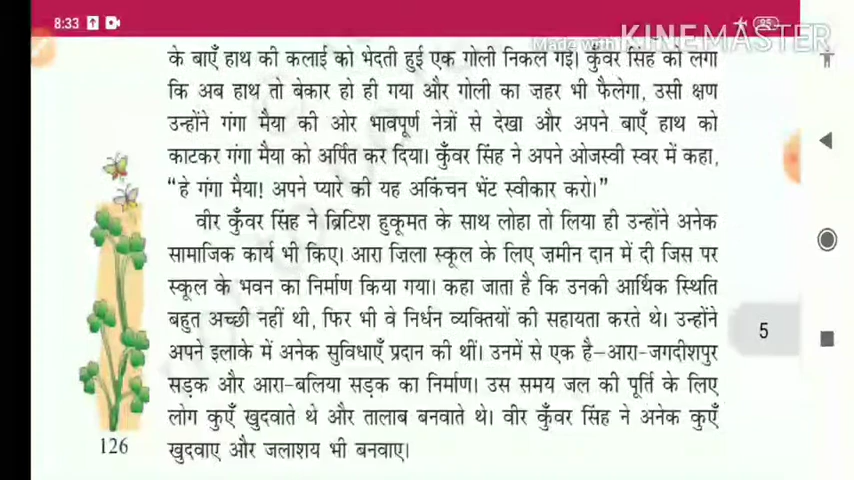 8:33
95
Made with KINEMASTER
के बाएँ हाथ की कलाई को भेदती हुई एक गोली निकल गई। कुँवर सिंह को लगा
कि अब हाथ तो बेकार हो ही गया और गोली का ज़हर भी फैलेगा, उसी क्षण
उन्होंने गंगा मैया की ओर भावपूर्ण नेत्रों से देखा और अपने बाएँ हाथ को
काटकर गंगा मैया को अर्पित कर दिया। कुँवर सिंह ने अपने ओजस्वी स्वर में कहा,
“हे गंगा मैया! अपने प्यारे की यह अकिंचन भेंट स्वीकार करो।”
वीर कुँवर सिंह ने ब्रिटिश हुकूमत के साथ लोहा तो लिया ही उन्होंने अनेक
सामाजिक कार्य भी किए। आरा ज़िला स्कूल के लिए ज़मीन दान में दी जिस पर
स्कूल के भवन का निर्माण किया गया। कहा जाता है कि उनकी आर्थिक स्थिति
बहुत अच्छी नहीं थी, फिर भी वे निर्धन व्यक्तियों की सहायता करते थे। उन्होंने
अपने इलाके में अनेक सुविधाएँ प्रदान की थीं। उनमें से एक है–आरा-जगदीशपुर
सड़क और आरा-बलिया सड़क का निर्माण। उस समय जल की पूर्ति के लिए
लोग कुएँ खुदवाते थे और तालाब बनवाते थे। वीर कुँवर सिंह ने अनेक कुएँ
खुदवाए और जलाशय भी बनवाए।
126
5